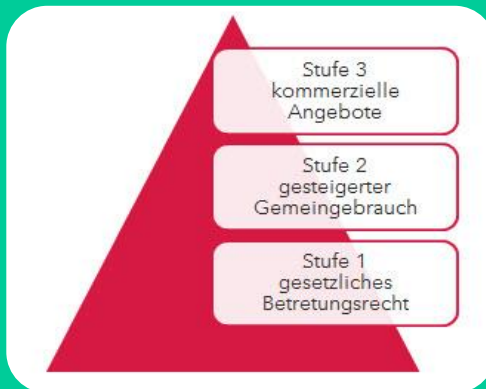 Stufe 3
kommerzielle
Angebote
Stufe 2
gesteigerter
Gemeingebrauch
Stufe 1
gesetzliches
Betretungsrecht